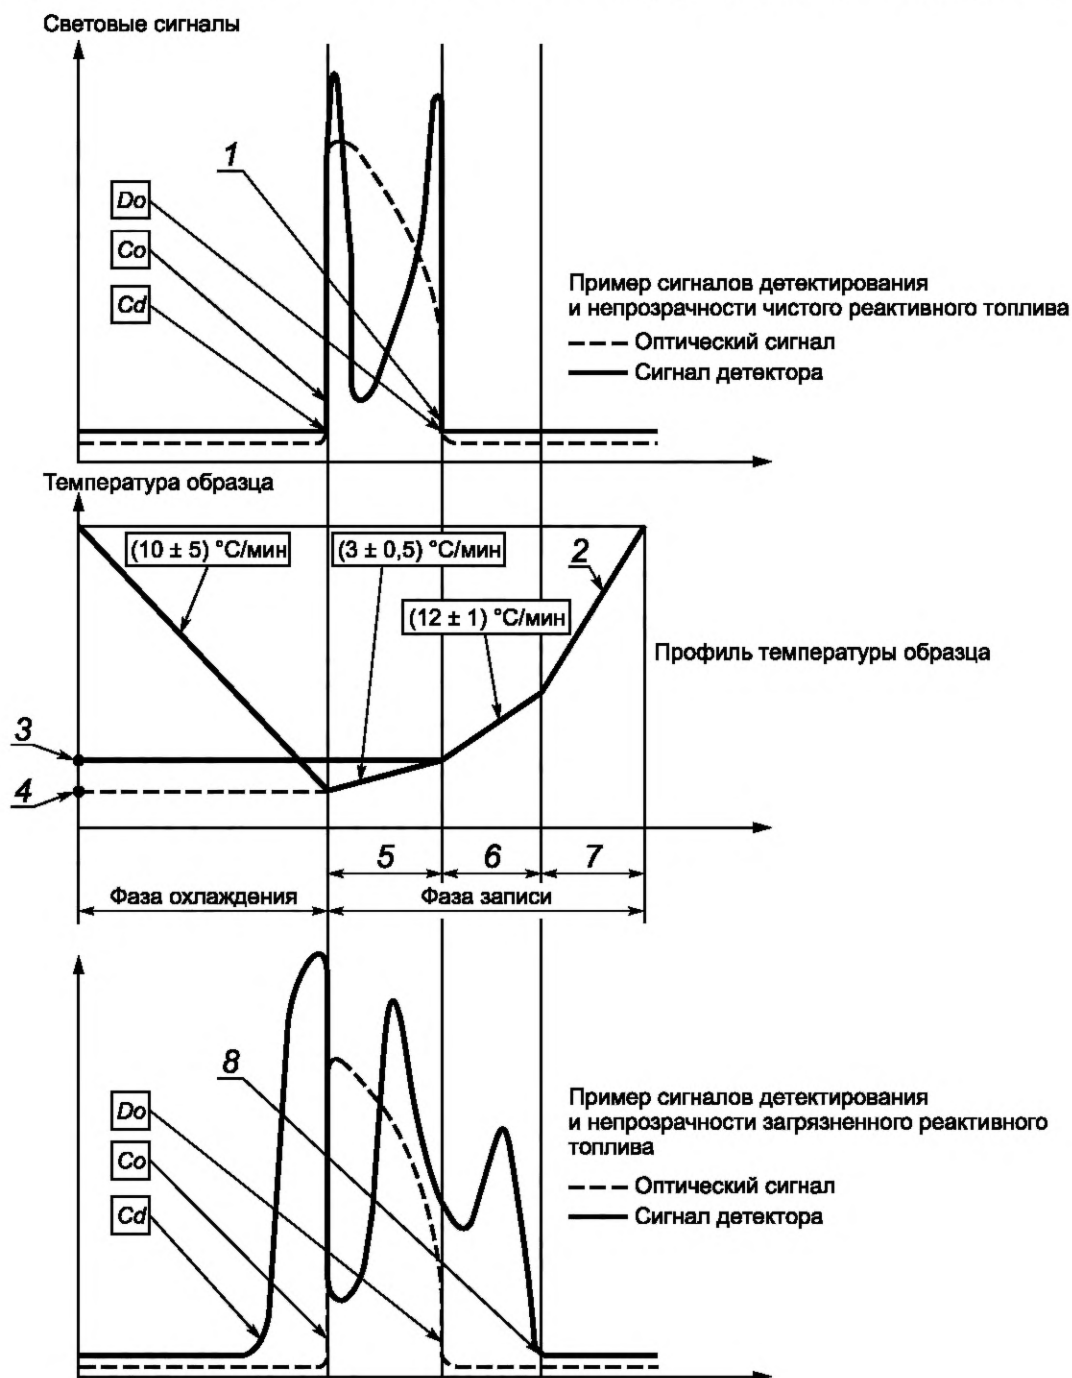 Световые сигналы
1
Do
Co
Cd
Пример сигналов детектирования
и непрозрачности чистого реактивного топлива
Оптический сигнал
Сигнал детектора
Температура образца
(10 ± 5) °С/мин
(3 ± 0,5) °С/мин
2
(12 ± 1) °С/мин
Профиль температуры образца
3
4
5
6
7
Фаза охлаждения
Фаза записи
8
Do
Co
Cd
Пример сигналов детектирования
и непрозрачности загрязненного реактивного
топлива
Оптический сигнал
Сигнал детектора